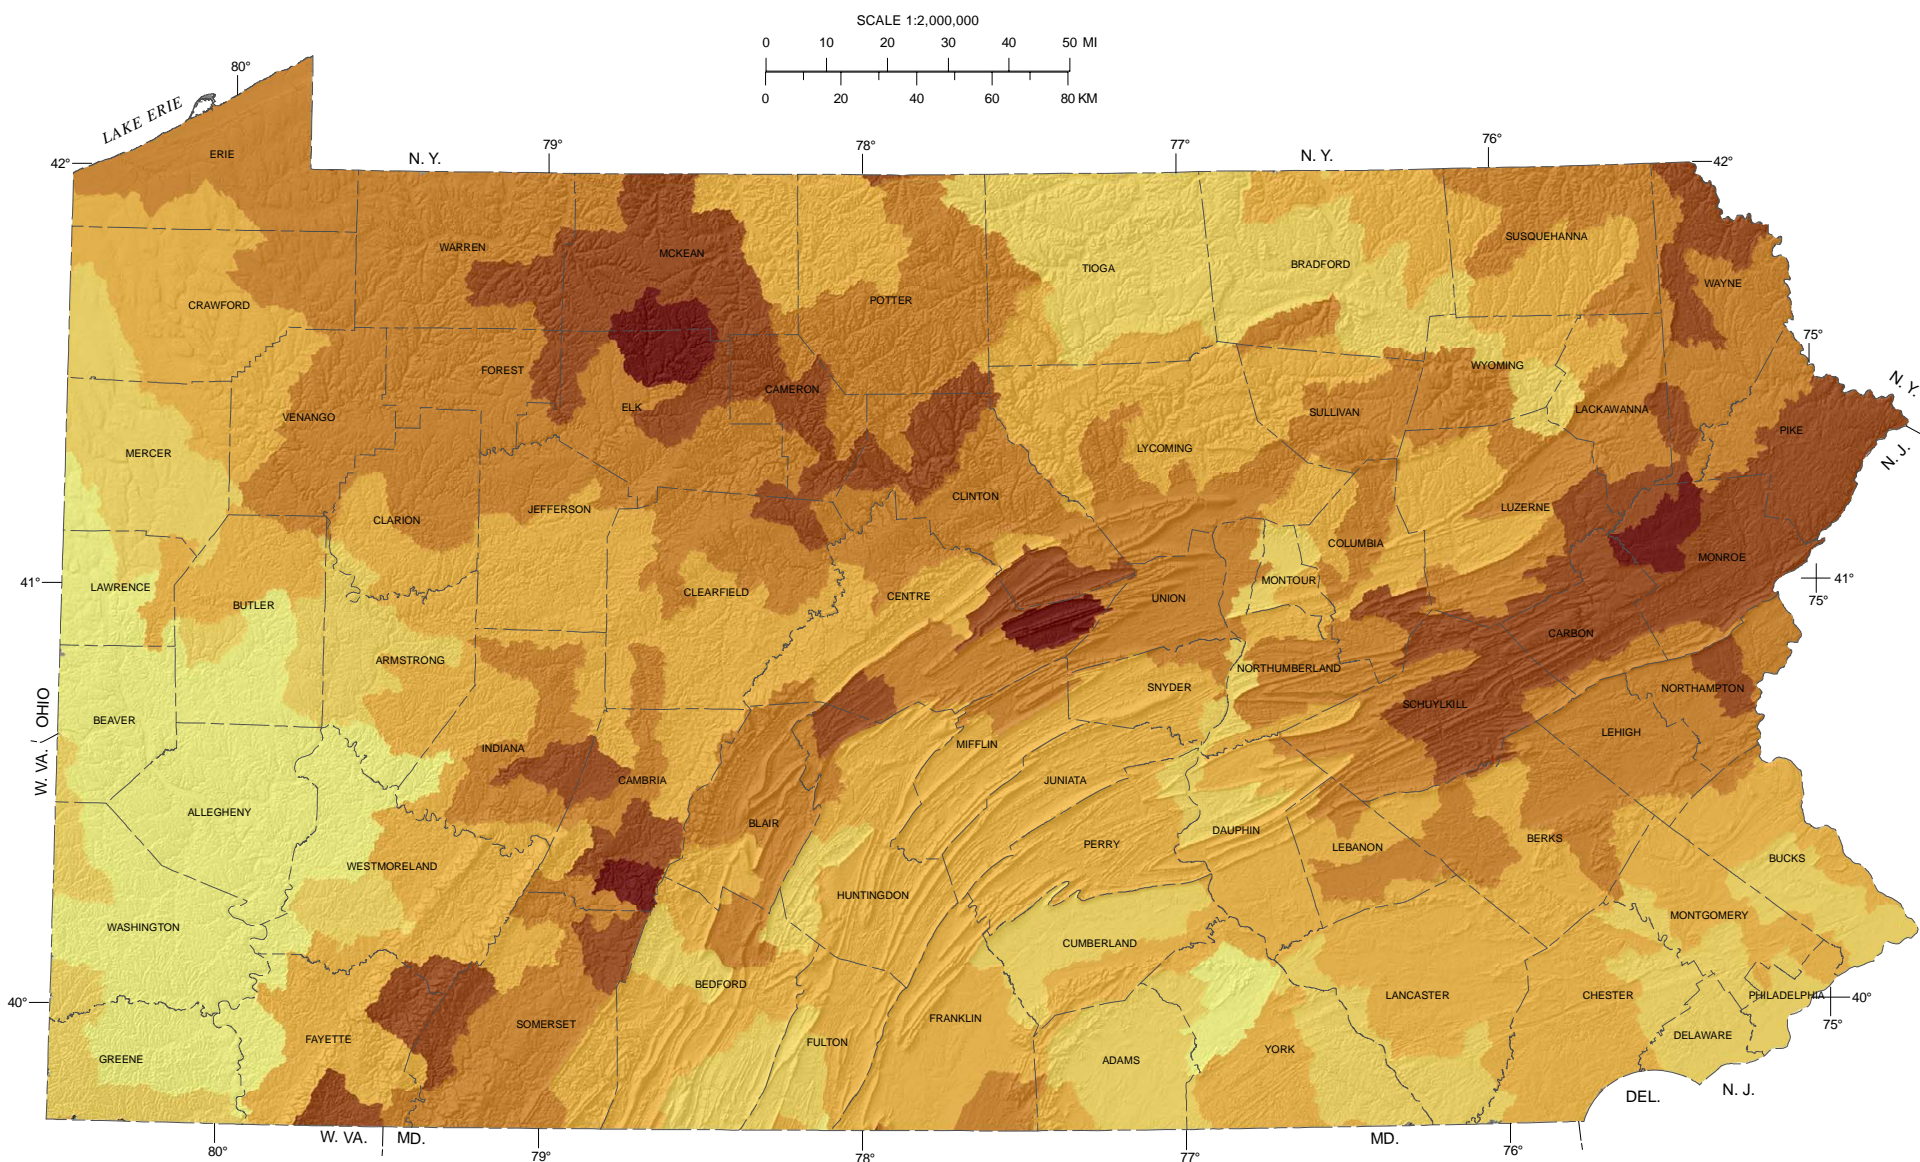 SCALE 1:2,000,000
0 10 20 30 40 50 MI
0 20 40 60 80 KM
80°
LAKE ERIE
ERIE
42°
N. Y.
79°
78°
77°
N. Y.
76°
42°
WARREN
MCKEAN
TIOGA
BRADFORD
SUSQUEHANNA
CRAWFORD
POTTER
WAYNE
75°
FOREST
CAMERON
WYOMING
N. Y.
VENANGO
ELK
SULLIVAN
LACKAWANNA
PIKE
MERCER
LYCOMING
N. J.
CLARION
JEFFERSON
CLINTON
LUZERNE
COLUMBIA
MONROE
41°
LAWRENCE
BUTLER
CLEARFIELD
CENTRE
UNION
MONTOUR
41°
75°
ARMSTRONG
CARBON
SNYDER
NORTHUMBERLAND
NORTHAMPTON
OHIO
W. VA.
BEAVER
INDIANA
MIFFLIN
SCHUYLKILL
LEHIGH
CAMBRIA
JUNIATA
ALLEGHENY
BLAIR
PERRY
DAUPHIN
LEBANON
BERKS
WESTMORELAND
HUNTINGDON
BUCKS
WASHINGTON
CUMBERLAND
MONTGOMERY
40°
BEDFORD
LANCASTER
CHESTER
PHILADELPHIA
40°
75°
SOMERSET
FRANKLIN
FAYETTE
FULTON
DELAWARE
GREENE
ADAMS
YORK
DEL.
N. J.
80°
W. VA.
MD.
79°
78°
77°
MD.
76°